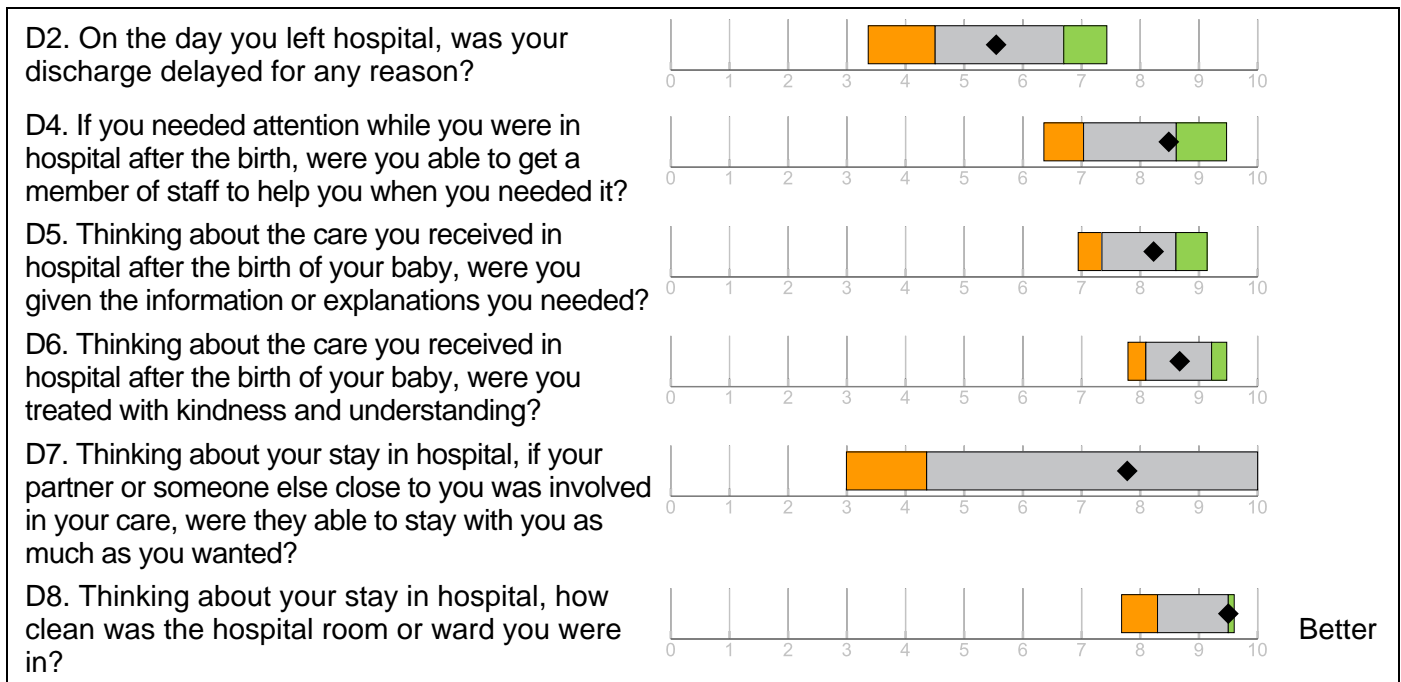 D2. On the day you left hospital, was your
discharge delayed for any reason?
0 1 2 3 4 5 6 7 8 9 10
D4. If you needed attention while you were in
hospital after the birth, were you able to get a
member of staff to help you when you needed it?
0 1 2 3 4 5 6 7 8 9 10
D5. Thinking about the care you received in
hospital after the birth of your baby, were you
given the information or explanations you needed?
0 1 2 3 4 5 6 7 8 9 10
D6. Thinking about the care you received in
hospital after the birth of your baby, were you
treated with kindness and understanding?
0 1 2 3 4 5 6 7 8 9 10
D7. Thinking about your stay in hospital, if your
partner or someone else close to you was involved
in your care, were they able to stay with you as
much as you wanted?
0 1 2 3 4 5 6 7 8 9 10
D8. Thinking about your stay in hospital, how
clean was the hospital room or ward you were
in?
0 1 2 3 4 5 6 7 8 9 10
Better